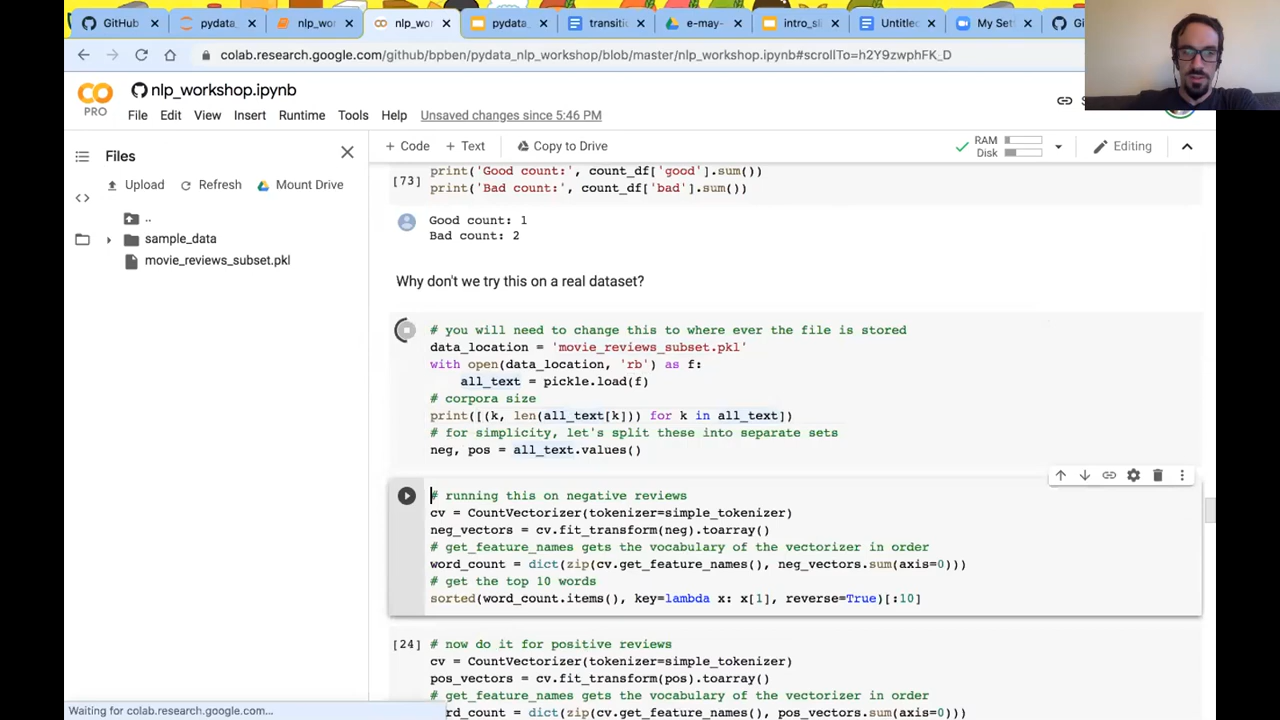 GitHub
pydata
nlp_wo
nlp_wo
pydata
transitio
e-may-
intro_sli
Untitled
My Set
Gi
colab.research.google.com/github/bpben/pydata_nlp_workshop/blob/master/nlp_workshop.ipynb#scrollTo=h2Y9zwphFK_D
PRO
nlp_workshop.ipynb
File Edit View Insert Runtime Tools Help Unsaved changes since 5:46 PM
Files
+ Code + Text Copy to Drive
RAM
Disk
Editing
Upload Refresh Mount Drive
..
sample_data
movie_reviews_subset.pkl
print('Good count:', count_df['good'].sum())
[73] print('Bad count:', count_df['bad'].sum())
Good count: 1
Bad count: 2
Why don't we try this on a real dataset?
# you will need to change this to where ever the file is stored
data_location = 'movie_reviews_subset.pkl'
with open(data_location, 'rb') as f:
all_text = pickle.load(f)
# corpora size
print([(k, len(all_text[k])) for k in all_text])
# for simplicity, let's split these into separate sets
neg, pos = all_text.values()
# running this on negative reviews
cv = CountVectorizer(tokenizer=simple_tokenizer)
neg_vectors = cv.fit_transform(neg).toarray()
# get_feature_names gets the vocabulary of the vectorizer in order
word_count = dict(zip(cv.get_feature_names(), neg_vectors.sum(axis=0)))
# get the top 10 words
sorted(word_count.items(), key=lambda x: x[1], reverse=True)[:10]
[24] # now do it for positive reviews
cv = CountVectorizer(tokenizer=simple_tokenizer)
pos_vectors = cv.fit_transform(pos).toarray()
# get_feature_names gets the vocabulary of the vectorizer in order
word_count = dict(zip(cv.get_feature_names(), pos_vectors.sum(axis=0)))
Waiting for colab.research.google.com...